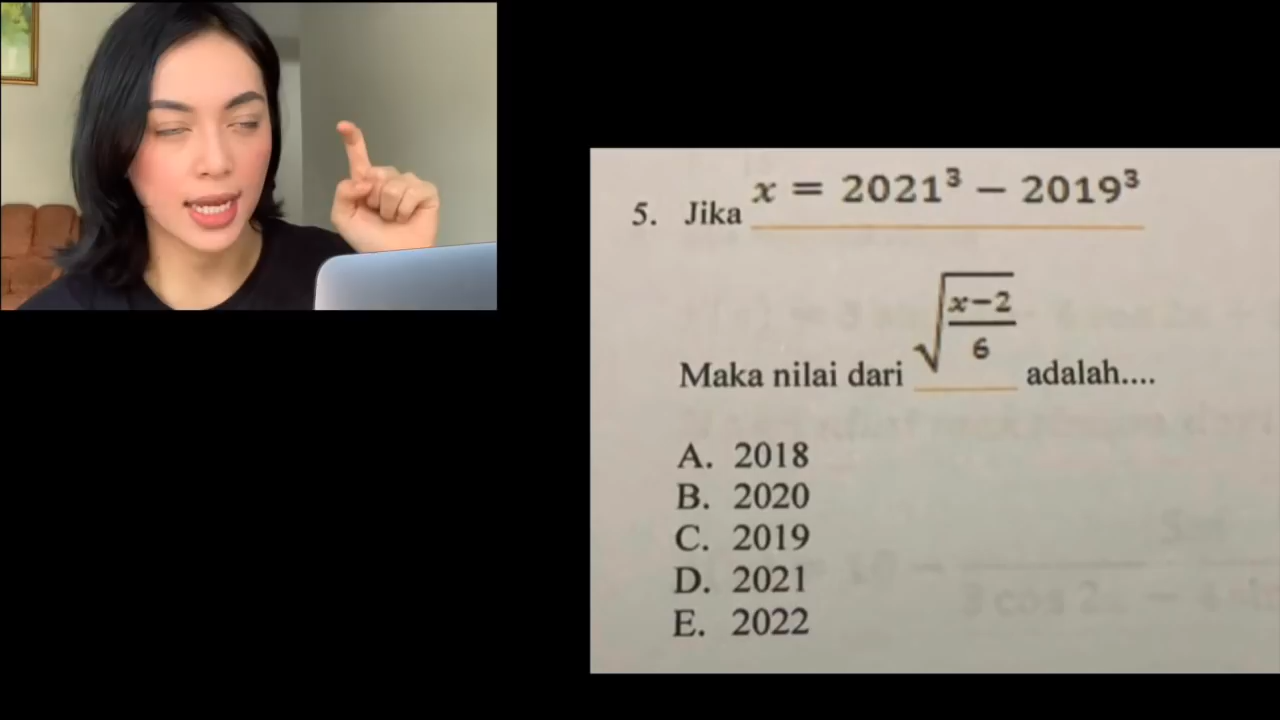 5. Jika x = 2021³ − 2019³
Maka nilai dari √((x−2)/6) adalah....
A. 2018
B. 2020
C. 2019
D. 2021
E. 2022